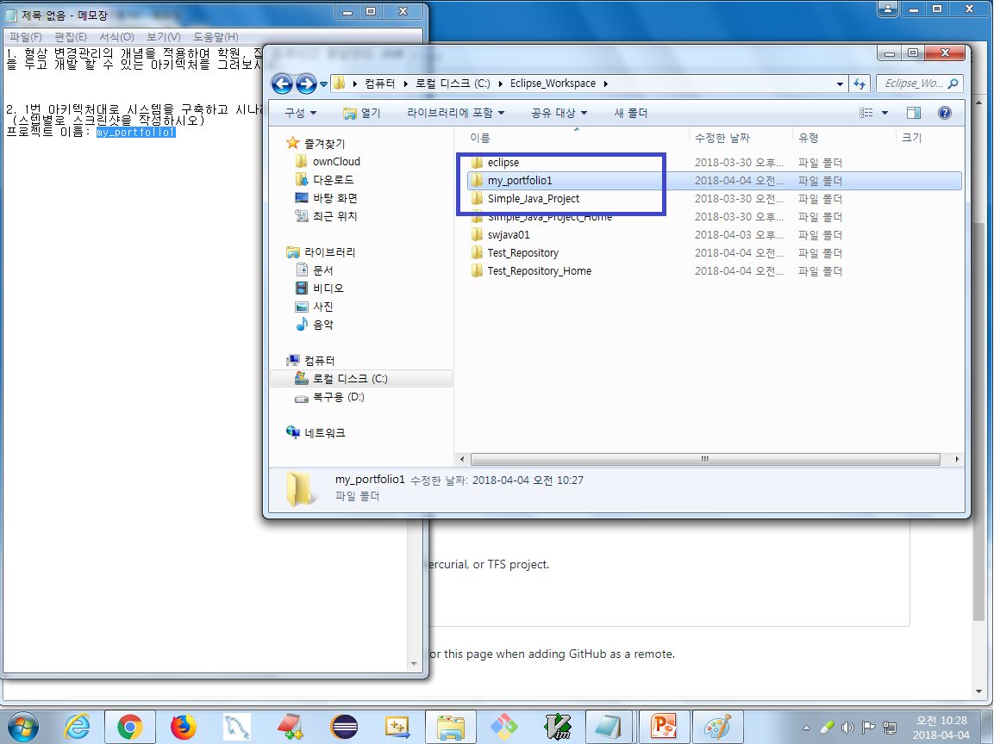 제목 없음 - 메모장
파일(F) 편집(E) 서식(O) 보기(V) 도움말(H)
1. 형상 변경관리의 개념을 적용하며 학원, 집
를 두고 개발 할 수 있는 아키텍처를 그려보시
2. 1번 아키텍처대로 시스템을 구축하고 시나리
(스텝별로 스크린샷을 작성하시오)
프로젝트 이름: my_portfolio1
컴퓨터 로컬 디스크 (C:) Eclipse_Workspace
Eclipse_Wo...
구성 열기 라이브러리에 포함 공유 대상 새 폴더
즐겨찾기
ownCloud
다운로드
바탕 화면
최근 위치
라이브러리
문서
비디오
사진
음악
컴퓨터
로컬 디스크 (C:)
복구용 (D:)
네트워크
이름 수정한 날짜 유형 크기
eclipse 2018-03-30 오후... 파일 폴더
my_portfolio1 2018-04-04 오전... 파일 폴더
Simple_Java_Project 2018-03-30 오후... 파일 폴더
Simple_Java_Project_Home 2018-03-30 오후... 파일 폴더
swjava01 2018-04-03 오후... 파일 폴더
Test_Repository 2018-04-04 오전... 파일 폴더
Test_Repository_Home 2018-04-04 오전... 파일 폴더
my_portfolio1 수정한 날짜: 2018-04-04 오전 10:27
파일 폴더
ercurial, or TFS project.
or this page when adding GitHub as a remote.
오전 10:28
2018-04-04